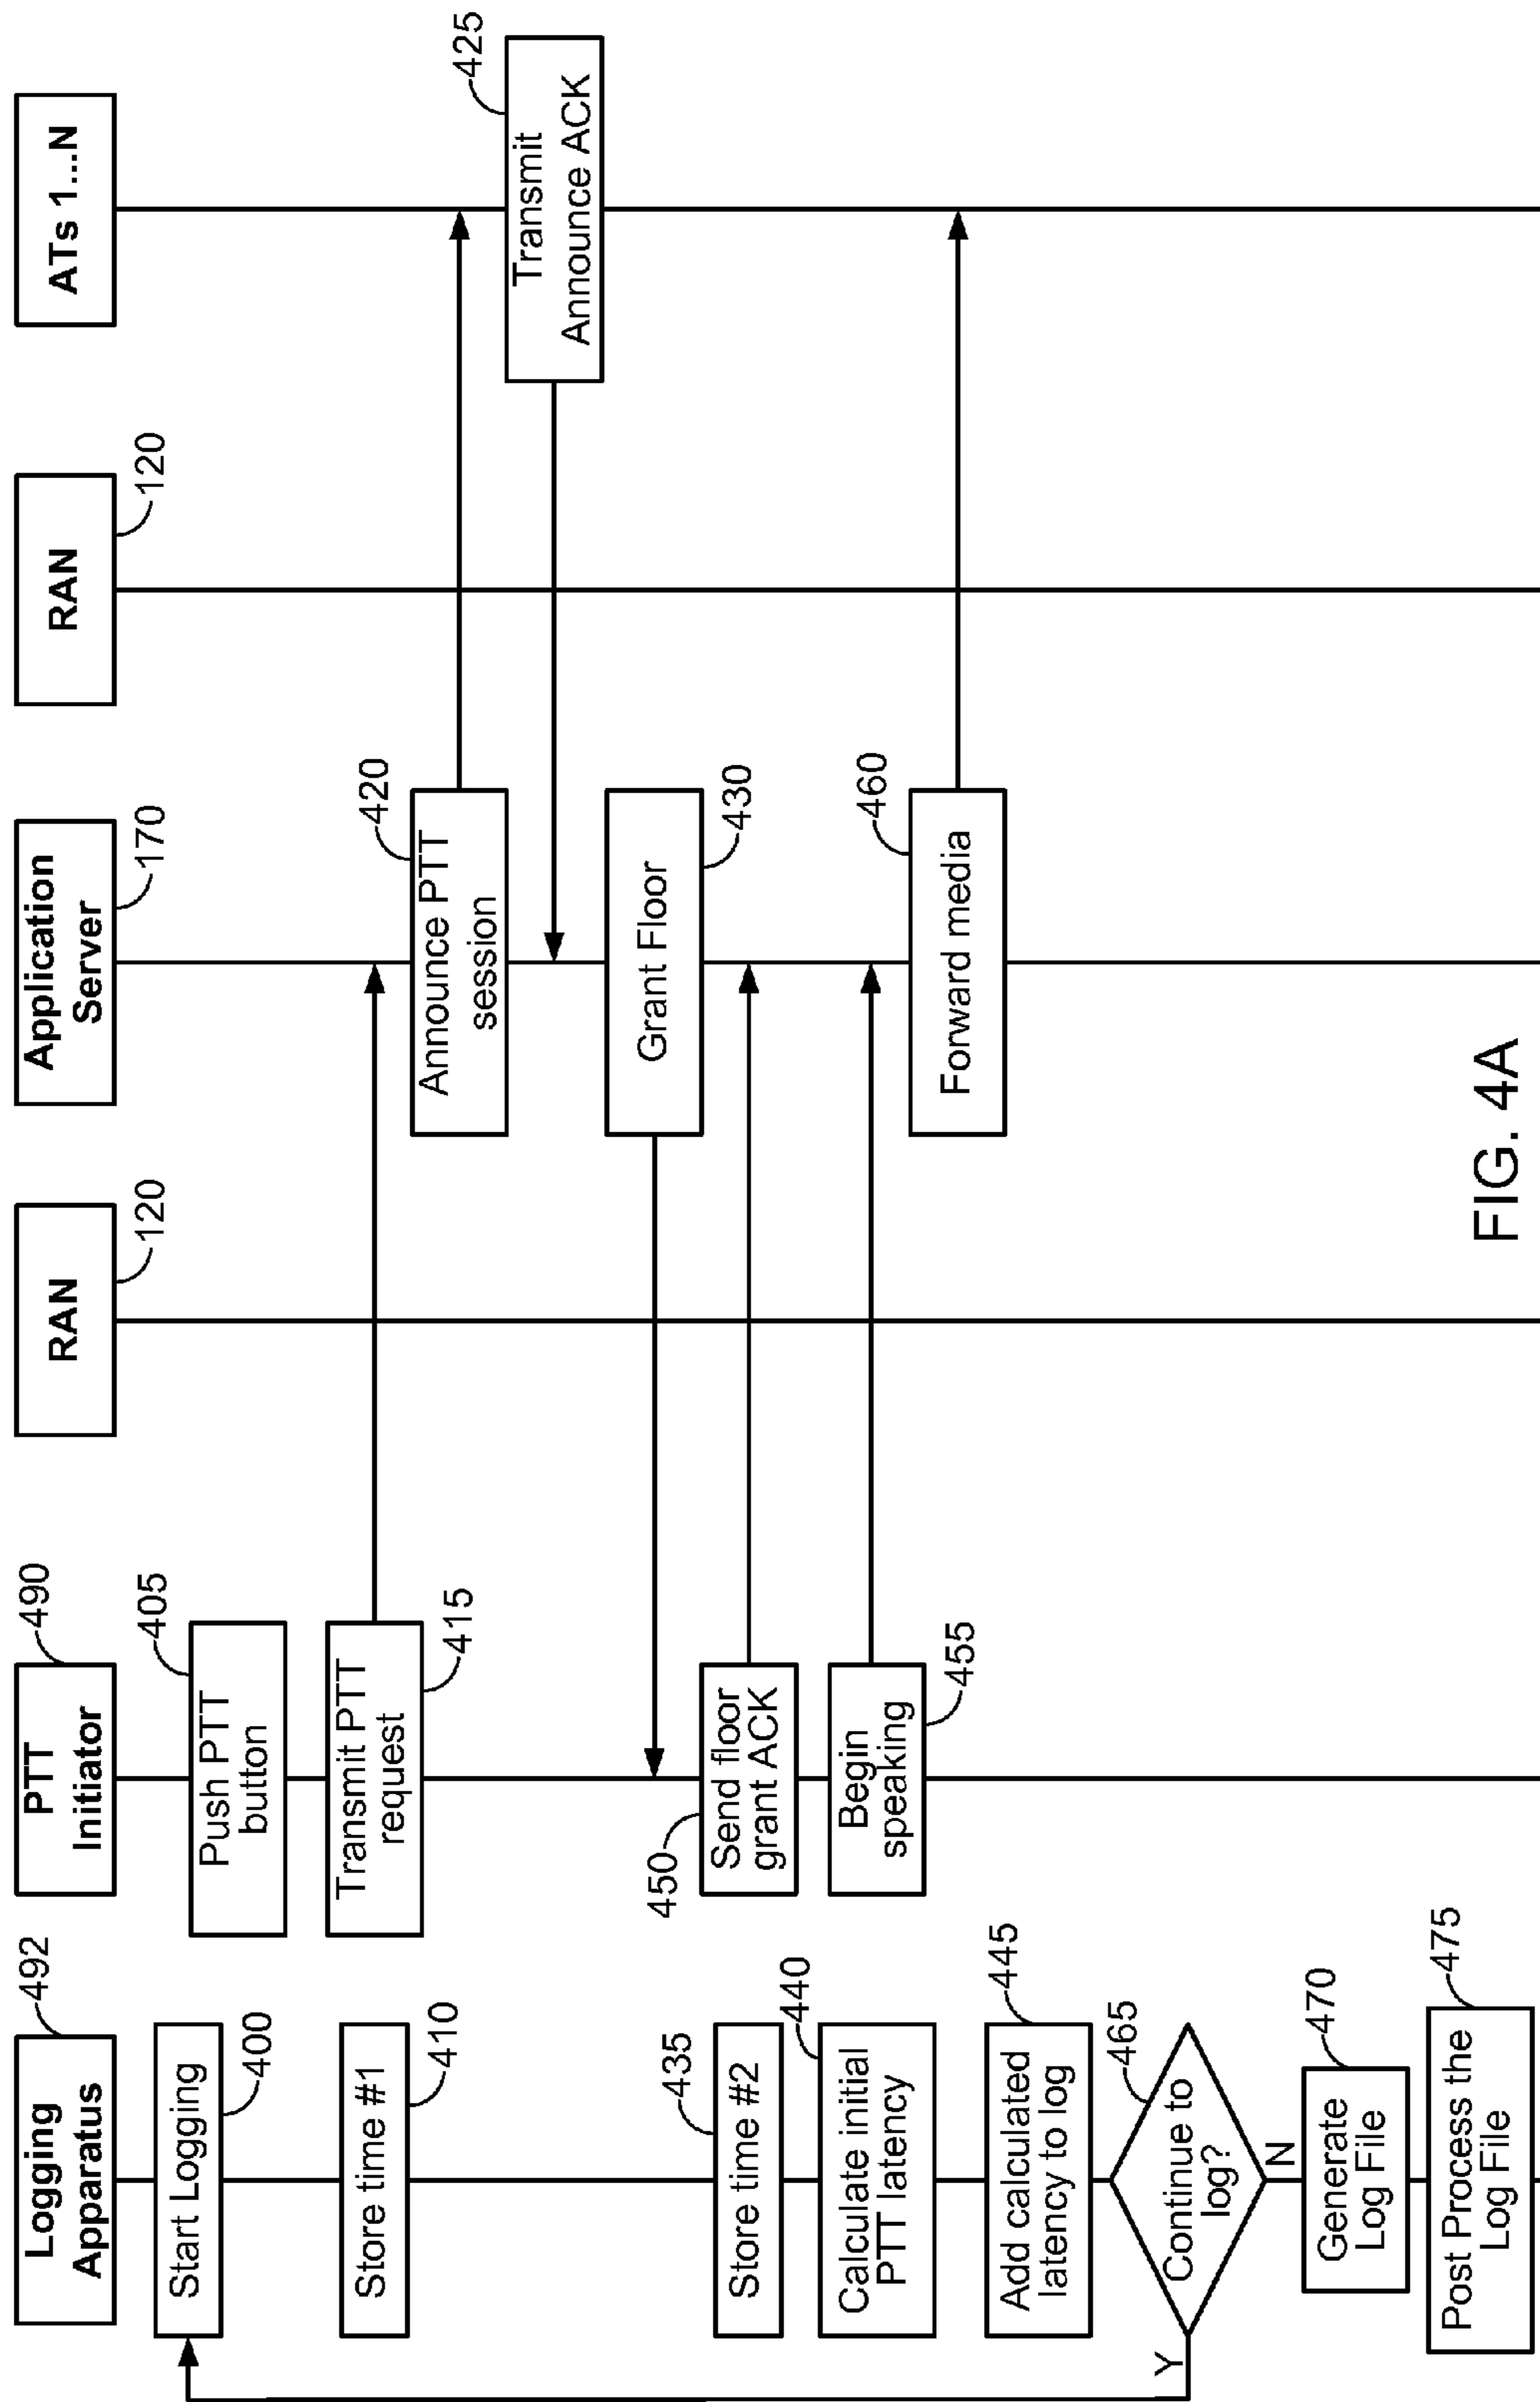 Logging
Apparatus
492
PTT
Initiator
490
RAN
120
Application
Server
170
RAN
120
ATs 1...N
Start Logging
400
Push PTT
button
405
Store time #1
410
Transmit PTT
request
415
Announce PTT
session
420
Transmit
Announce ACK
425
Grant Floor
430
Store time #2
435
Calculate initial
PTT latency
440
Add calculated
latency to log
445
Send floor
grant ACK
450
Begin
speaking
455
Forward media
460
Continue to
log?
465
Y
N
Generate
Log File
470
Post Process the
Log File
475
FIG. 4A